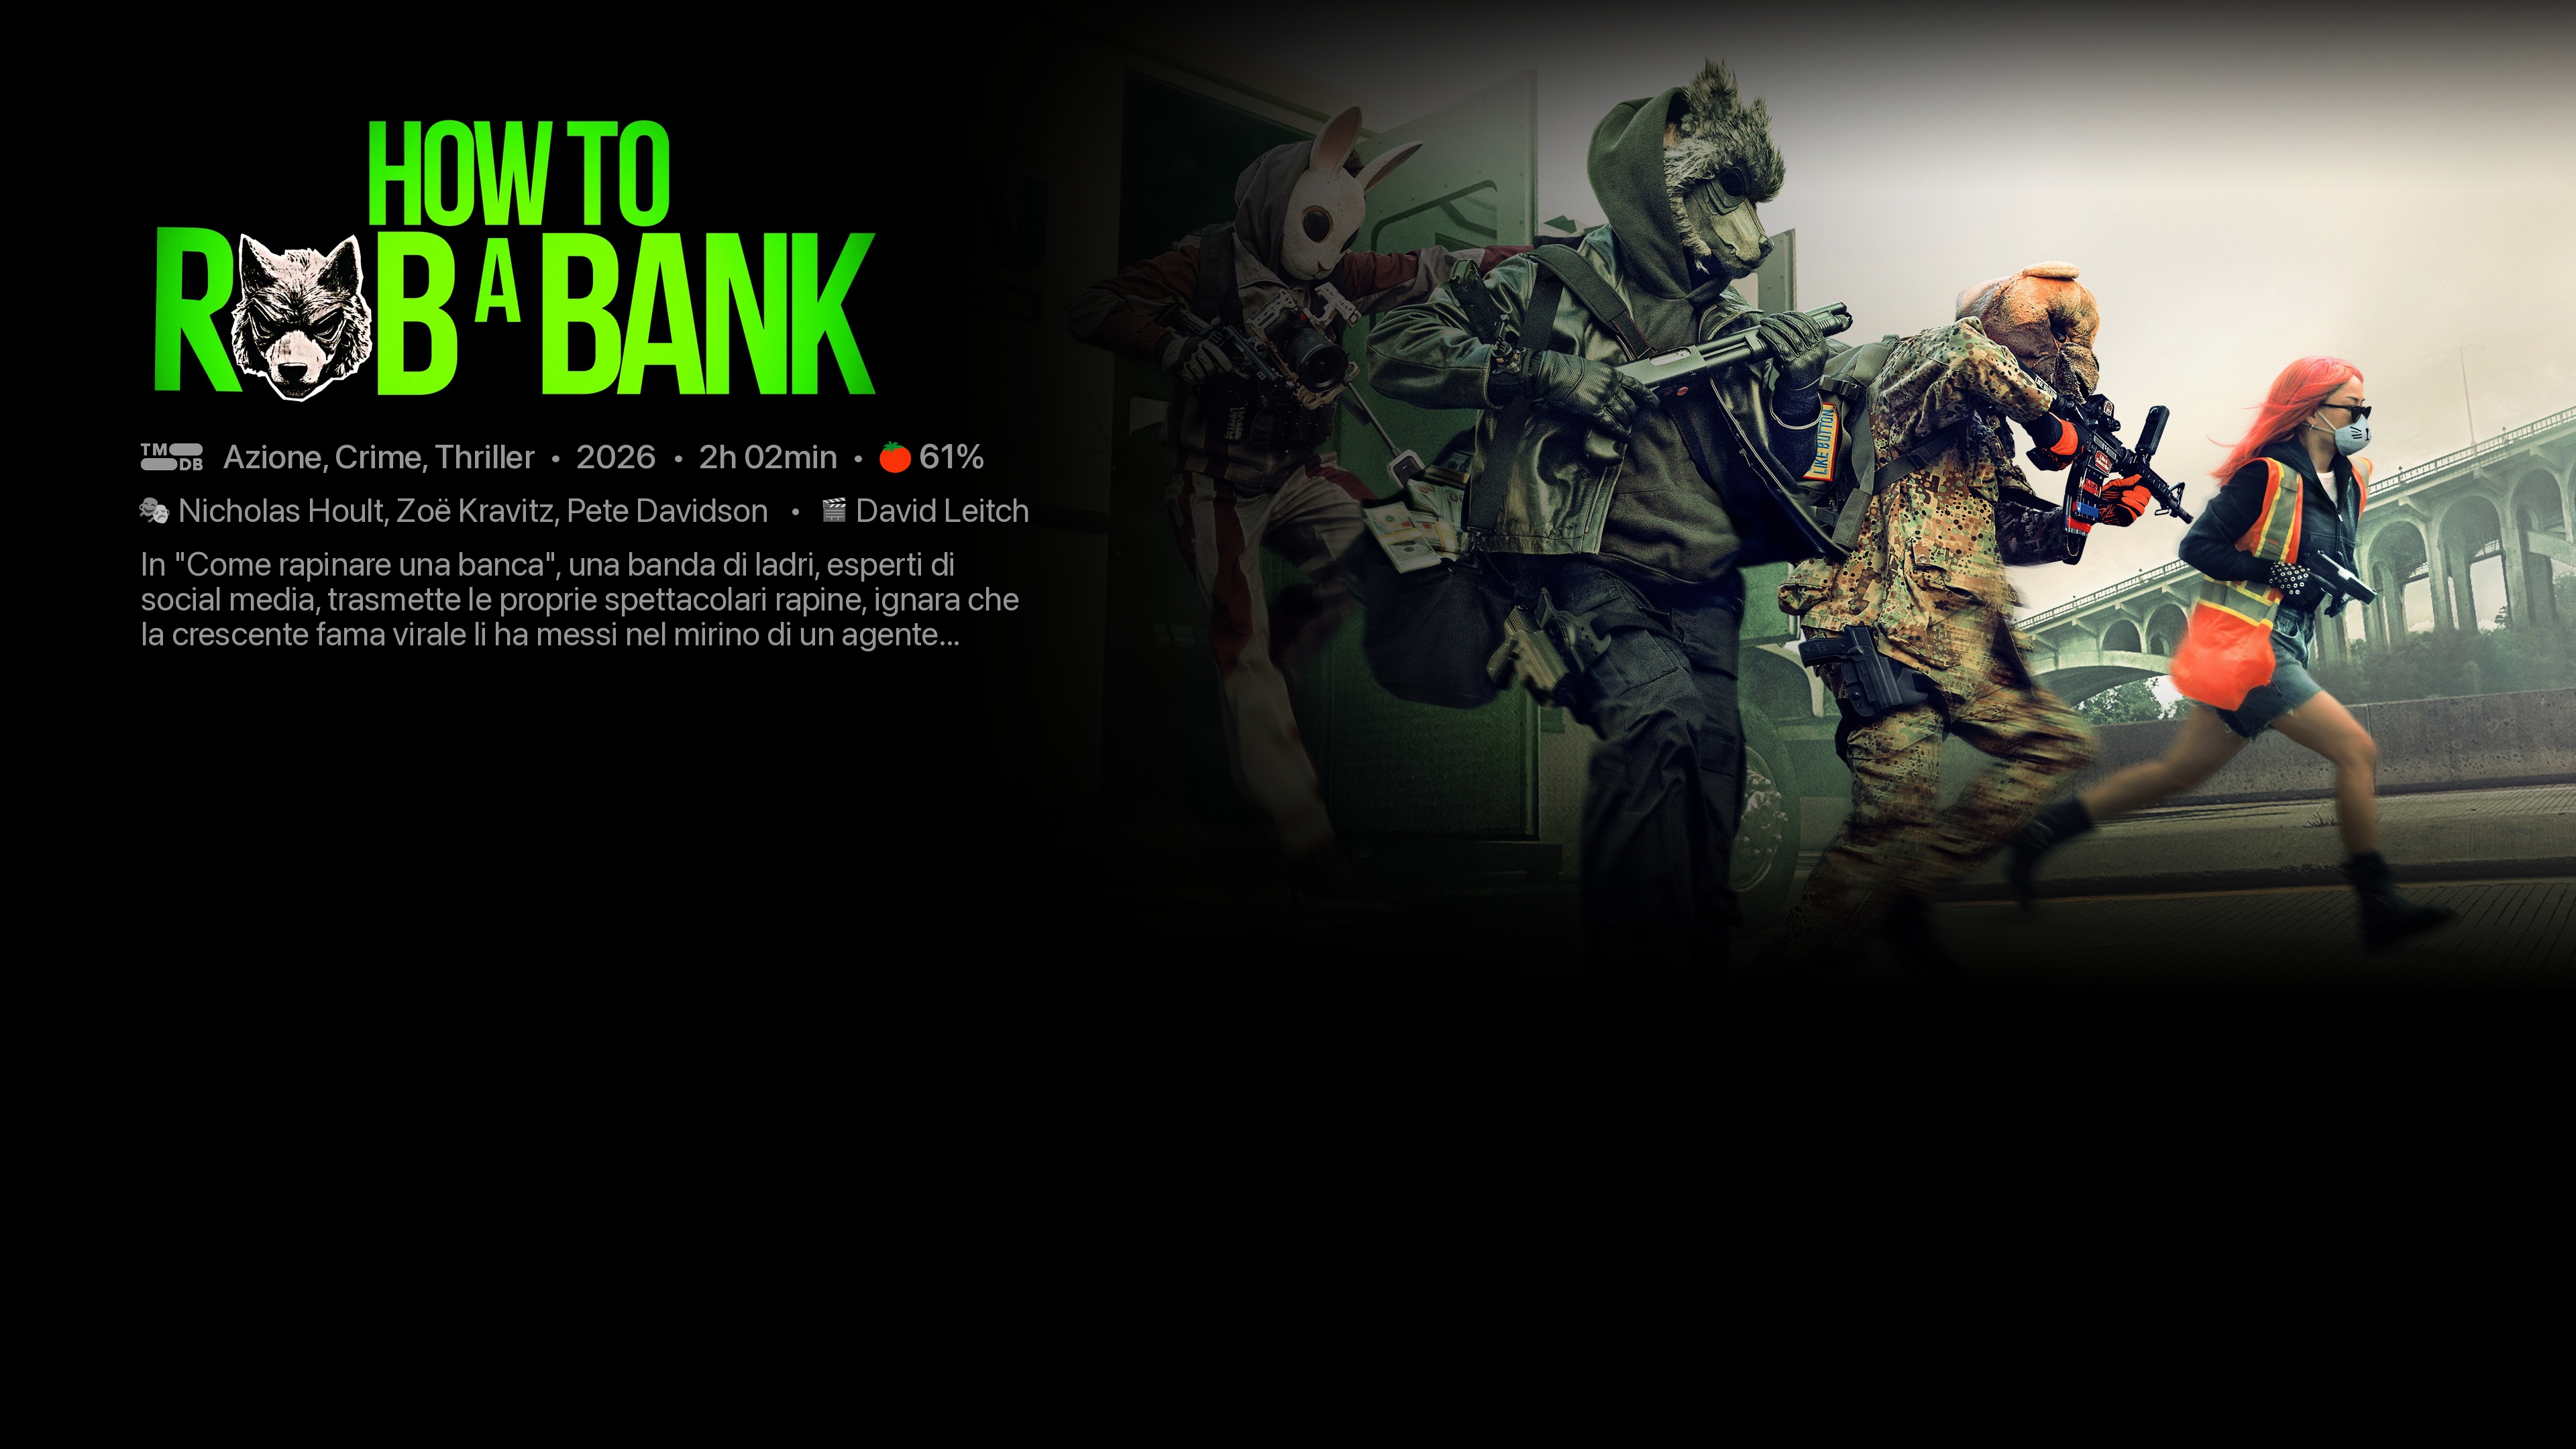 HOW TO
ROB A BANK
TMDB Azione, Crime, Thriller • 2026 • 2h 02min • 61%
Nicholas Hoult, Zoë Kravitz, Pete Davidson • David Leitch
In "Come rapinare una banca", una banda di ladri, esperti di
social media, trasmette le proprie spettacolari rapine, ignara che
la crescente fama virale li ha messi nel mirino di un agente...
LIKE BUTTON